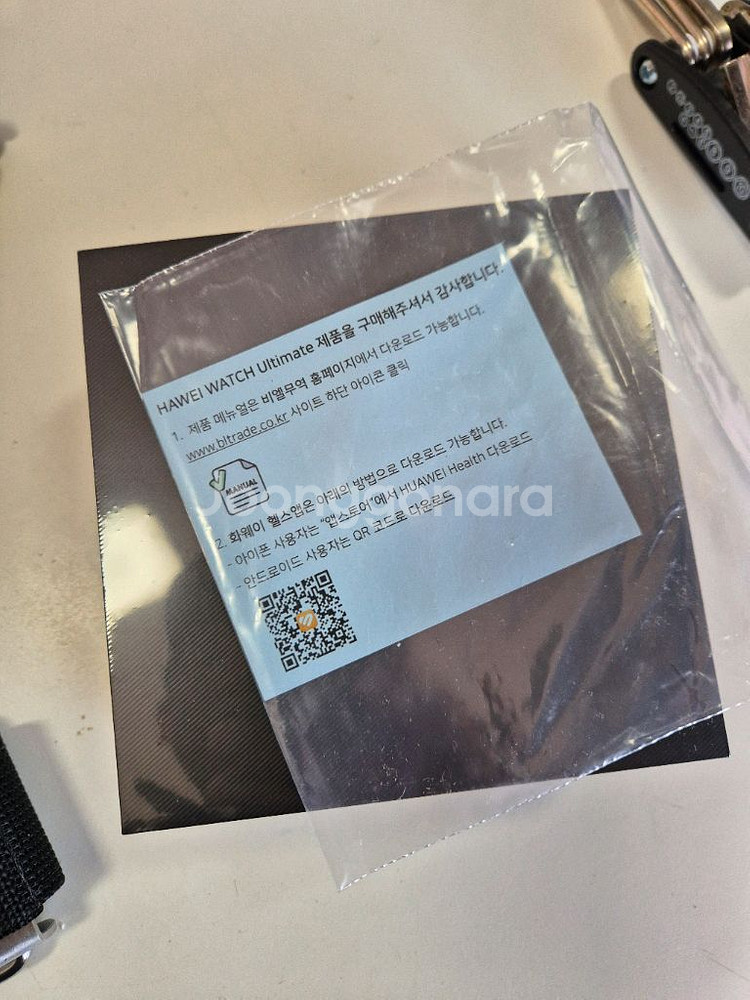 HAWEI WATCH Ultimate 제품을 구매해주셔서 감사합니다.
1. 제품 메뉴얼은 비엘무역 홈페이지에서 다운로드 가능합니다.
www.bltrade.co.kr 사이트 하단 아이콘 클릭
MANUAL
2. 화웨이 헬스앱은 아래의 방법으로 다운로드 가능합니다.
- 아이폰 사용자는 "앱스토어"에서 HUAWEI Health 다운로드
- 안드로이드 사용자는 QR 코드로 다운로드
joonggonara